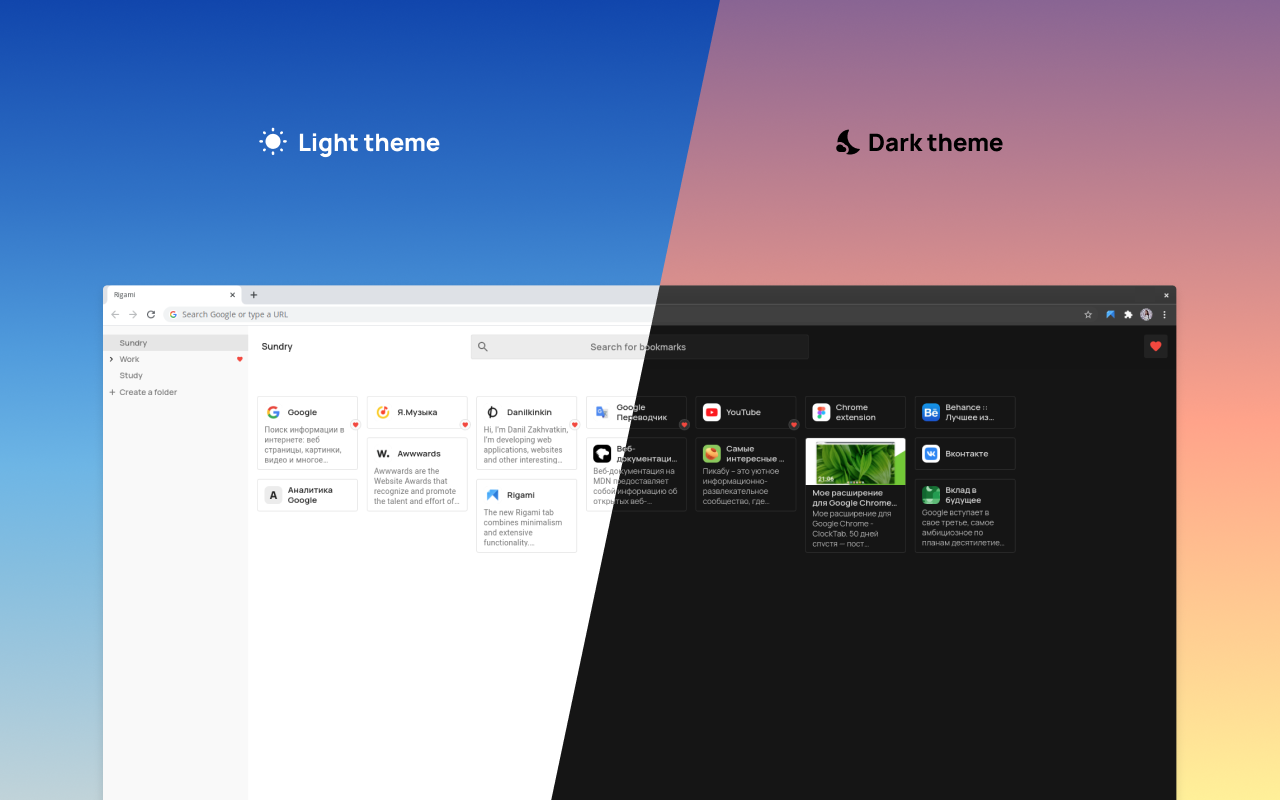 Light theme
Dark theme
Rigami
Search Google or type a URL
Sundry
Work
Study
Create a folder
Sundry
Search for bookmarks
Google
Поиск информации в
интернете: веб
страницы, картинки,
видео и многое...
А
Аналитика
Google
Я.Музыка
W.
Awwwards
Awwwards are the
Website Awards that
recognize and promote
the talent and effort of...
Danilkinkin
Hi, I'm Danil Zakhvatkin,
I'm developing web
applications, websites
and other interesting...
Rigami
The new Rigami tab
combines minimalism
and extensive
functionality...
Google
Переводчик
Веб-
документаци...
Веб-документация на
MDN предоставляет
собой информацию об
открытых веб-...
YouTube
Самые
интересные ...
Пикабу – это уютное
информационно-
развлекательное
сообщество, где...
Chrome
extension
21:06
Мое расширение
для Google Chrome...
Мое расширение для
Google Chrome -
ClockTab. 50 дней
спустя — пост...
Bē
Behance ::
Лучшее из...
Вконтакте
Вклад в
будущее
Google вступает в
свое третье, самое
амбициозное по
планам десятилетие...